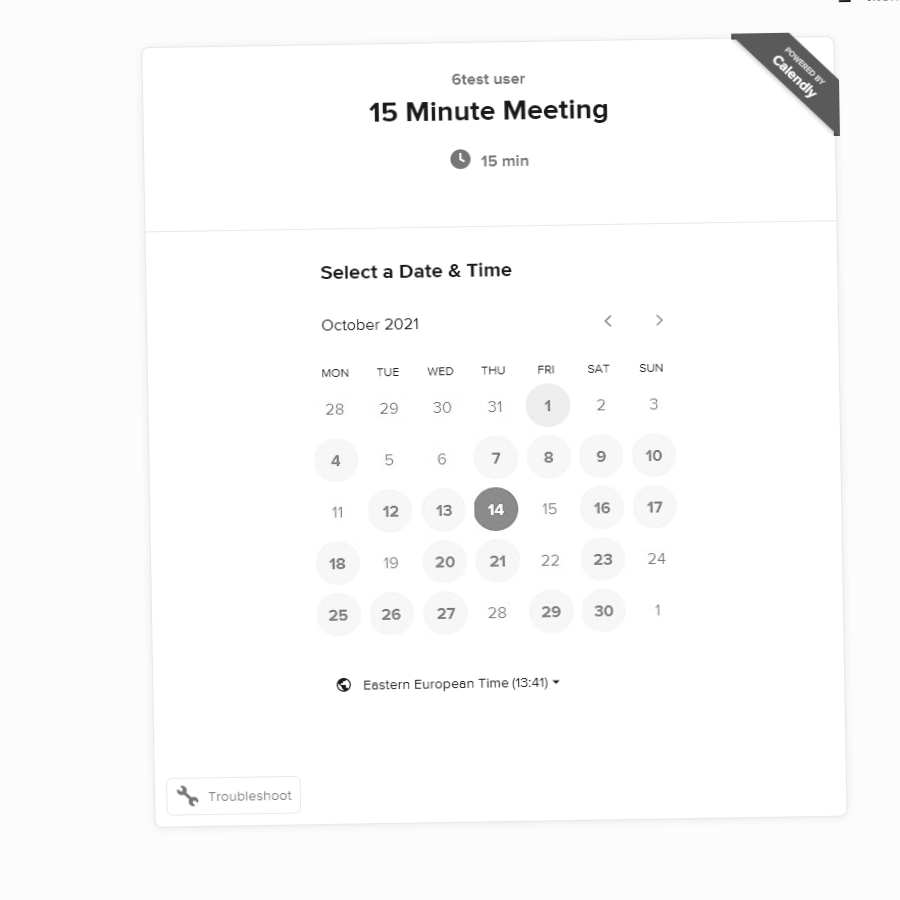 POWERED BY
Calendly
6test user
15 Minute Meeting
15 min
Select a Date & Time
October 2021
MON TUE WED THU FRI SAT SUN
28 29 30 31 1 2 3
4 5 6 7 8 9 10
11 12 13 14 15 16 17
18 19 20 21 22 23 24
25 26 27 28 29 30 1
Eastern European Time (13:41)
Troubleshoot